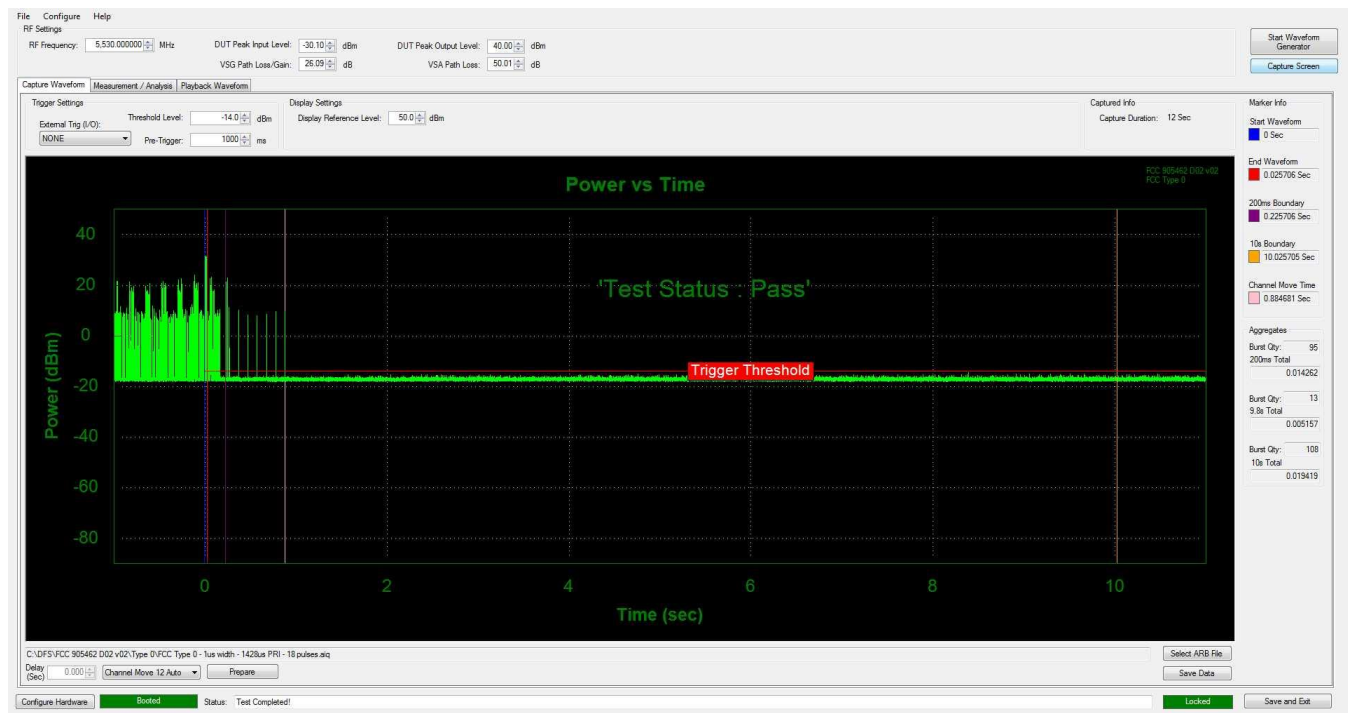 File Configure Help
RF Settings
RF Frequency: 5,530.000000 MHz DUT Peak Input Level: -30.10 dBm DUT Peak Output Level: 40.00 dBm
VSG Path Loss/Gain: 26.09 dB VSA Path Loss: 50.01 dB
Start Waveform Generator
Capture Screen
Capture Waveform Measurement / Analysis Playback Waveform
Trigger Settings
External Trig (I/O):
NONE
Threshold Level: -14.0 dBm
Pre-Trigger: 1000 ms
Display Settings
Display Reference Level: 50.0 dBm
Captured Info
Capture Duration: 12 Sec
Marker Info
Start Waveform
0 Sec
End Waveform
0.025706 Sec
200ms Boundary
0.225706 Sec
10s Boundary
10.025705 Sec
Channel Move Time
0.884681 Sec
Aggregates
Burst Qty: 95
200ms Total
0.014262
Burst Qty: 13
9.8s Total
0.005157
Burst Qty: 108
10s Total
0.019419
Power vs Time
FCC 905462 D02 v02
FCC Type 0
'Test Status : Pass'
Trigger Threshold
Power (dBm)
40
20
0
-20
-40
-60
-80
0 2 4 6 8 10
Time (sec)
C:\DFS\FCC 905462 D02 v02\Type 0\FCC Type 0 - 1us width - 1428us PRI - 18 pulses.aiq
Select ARB File
Delay (Sec) 0.000 Channel Move 12 Auto Prepare
Save Data
Configure Hardware Booted Status: Test Completed! Locked Save and Exit